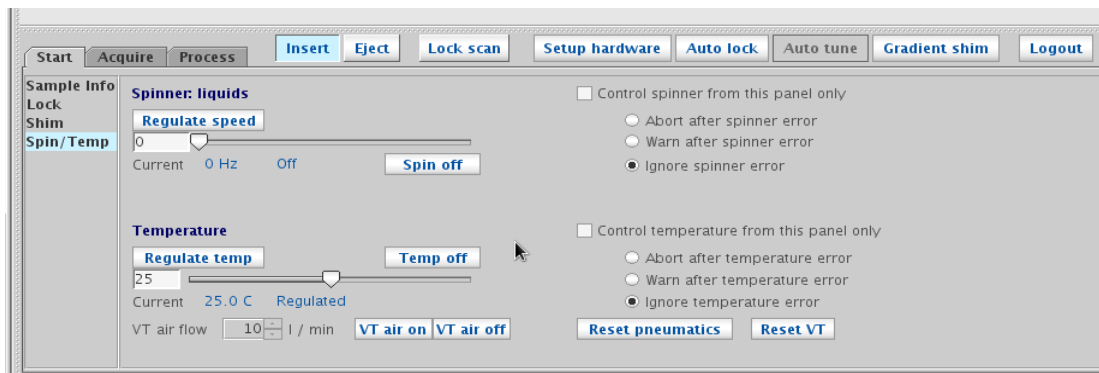 Start Acquire Process Insert Eject Lock scan Setup hardware Auto lock Auto tune Gradient shim Logout
Sample Info
Lock
Shim
Spin/Temp
Spinner: liquids
Regulate speed
0
Current 0 Hz Off Spin off
Control spinner from this panel only
Abort after spinner error
Warn after spinner error
Ignore spinner error
Temperature
Regulate temp Temp off
25
Current 25.0 C Regulated
VT air flow 10 l / min VT air on VT air off
Control temperature from this panel only
Abort after temperature error
Warn after temperature error
Ignore temperature error
Reset pneumatics Reset VT